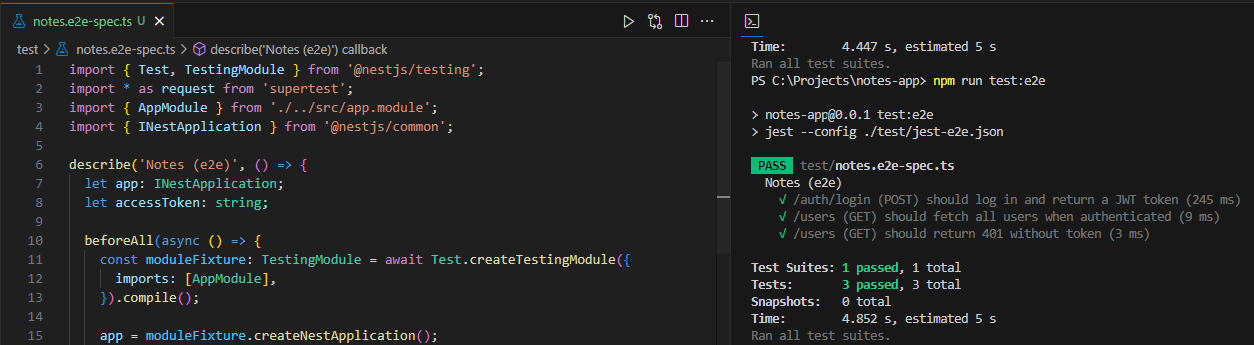 notes.e2e-spec.ts U
test > notes.e2e-spec.ts > describe('Notes (e2e)') callback
1 import { Test, TestingModule } from '@nestjs/testing';
2 import * as request from 'supertest';
3 import { AppModule } from './../src/app.module';
4 import { INestApplication } from '@nestjs/common';
5
6 describe('Notes (e2e)', () => {
7   let app: INestApplication;
8   let accessToken: string;
9
10   beforeAll(async () => {
11     const moduleFixture: TestingModule = await Test.createTestingModule({
12       imports: [AppModule],
13     }).compile();
14
15     app = moduleFixture.createNestApplication();
Time:        4.447 s, estimated 5 s
Ran all test suites.
PS C:\Projects\notes-app> npm run test:e2e
> notes-app@0.0.1 test:e2e
> jest --config ./test/jest-e2e.json
PASS test/notes.e2e-spec.ts
Notes (e2e)
√ /auth/login (POST) should log in and return a JWT token (245 ms)
√ /users (GET) should fetch all users when authenticated (9 ms)
√ /users (GET) should return 401 without token (3 ms)
Test Suites: 1 passed, 1 total
Tests:       3 passed, 3 total
Snapshots:   0 total
Time:        4.852 s, estimated 5 s
Ran all test suites.